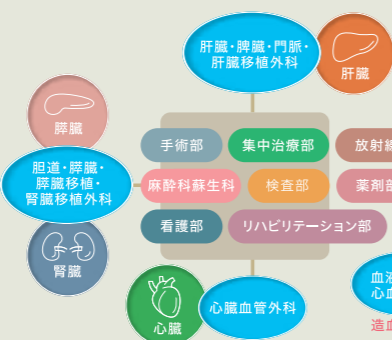 肝臓・脾臓・門脈・
肝臓移植外科
肝臓
膵臓
手術部
集中治療部
放射線
胆道・膵臓・
膵臓移植・
腎臓移植外科
麻酔科蘇生科
検査部
薬剤部
看護部
リハビリテーション部
腎臓
心臓
心臓血管外科
血液
心血
造血